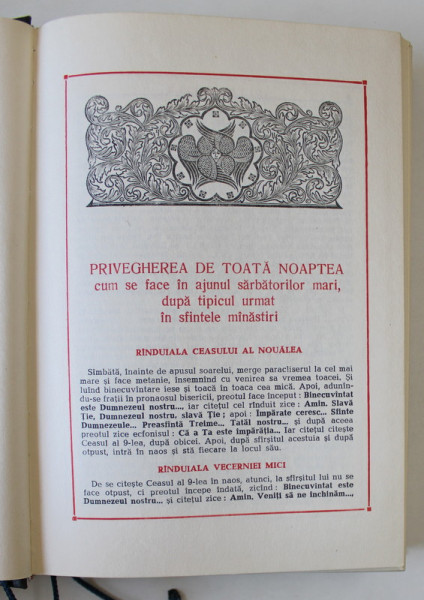 PRIVEGHEREA DE TOATĂ NOAPTEA
cum se face în ajunul sărbătorilor mari,
după tipicul urmat
în sfintele mînăstiri
RÎNDUIALA CEASULUI AL NOUĂLEA
Sîmbătă, înainte de apusul soarelui, merge paracliserul la cel mai
mare și face metanie, însemnînd cu venirea sa vremea toacei, Și
luînd binecuvîntare iese și toacă în toaca cea mică. Apoi, adunîn-
du-se frații în pronaosul bisericii, preotul face început : Binecuvîntat
este Dumnezeul nostru..., iar citețul cel rînduit zice : Amin. Slavă
Ție, Dumnezeul nostru, slavă Ție ; apoi : Împărate ceresc... Sfinte
Dumnezeule... Preasfîntă Treime... Tatăl nostru... și după aceea
preotul zice ecfonisul : Că a Ta este împărăția... Iar citețul citește
Ceasul al 9-lea, după obicei. Apoi, după sfîrșitul acestuia și după
otpust, intră în naos și stă fiecare la locul său.
RÎNDUIALA VECERNIEI MICI
De se citește Ceasul al 9-lea în naos, atunci, la sfîrșitul lui nu se
face otpust, ci preotul începe îndată, zicînd : Binecuvîntat este
Dumnezeul nostru... și citețul zice : Amin, Veniți să ne închinăm...,